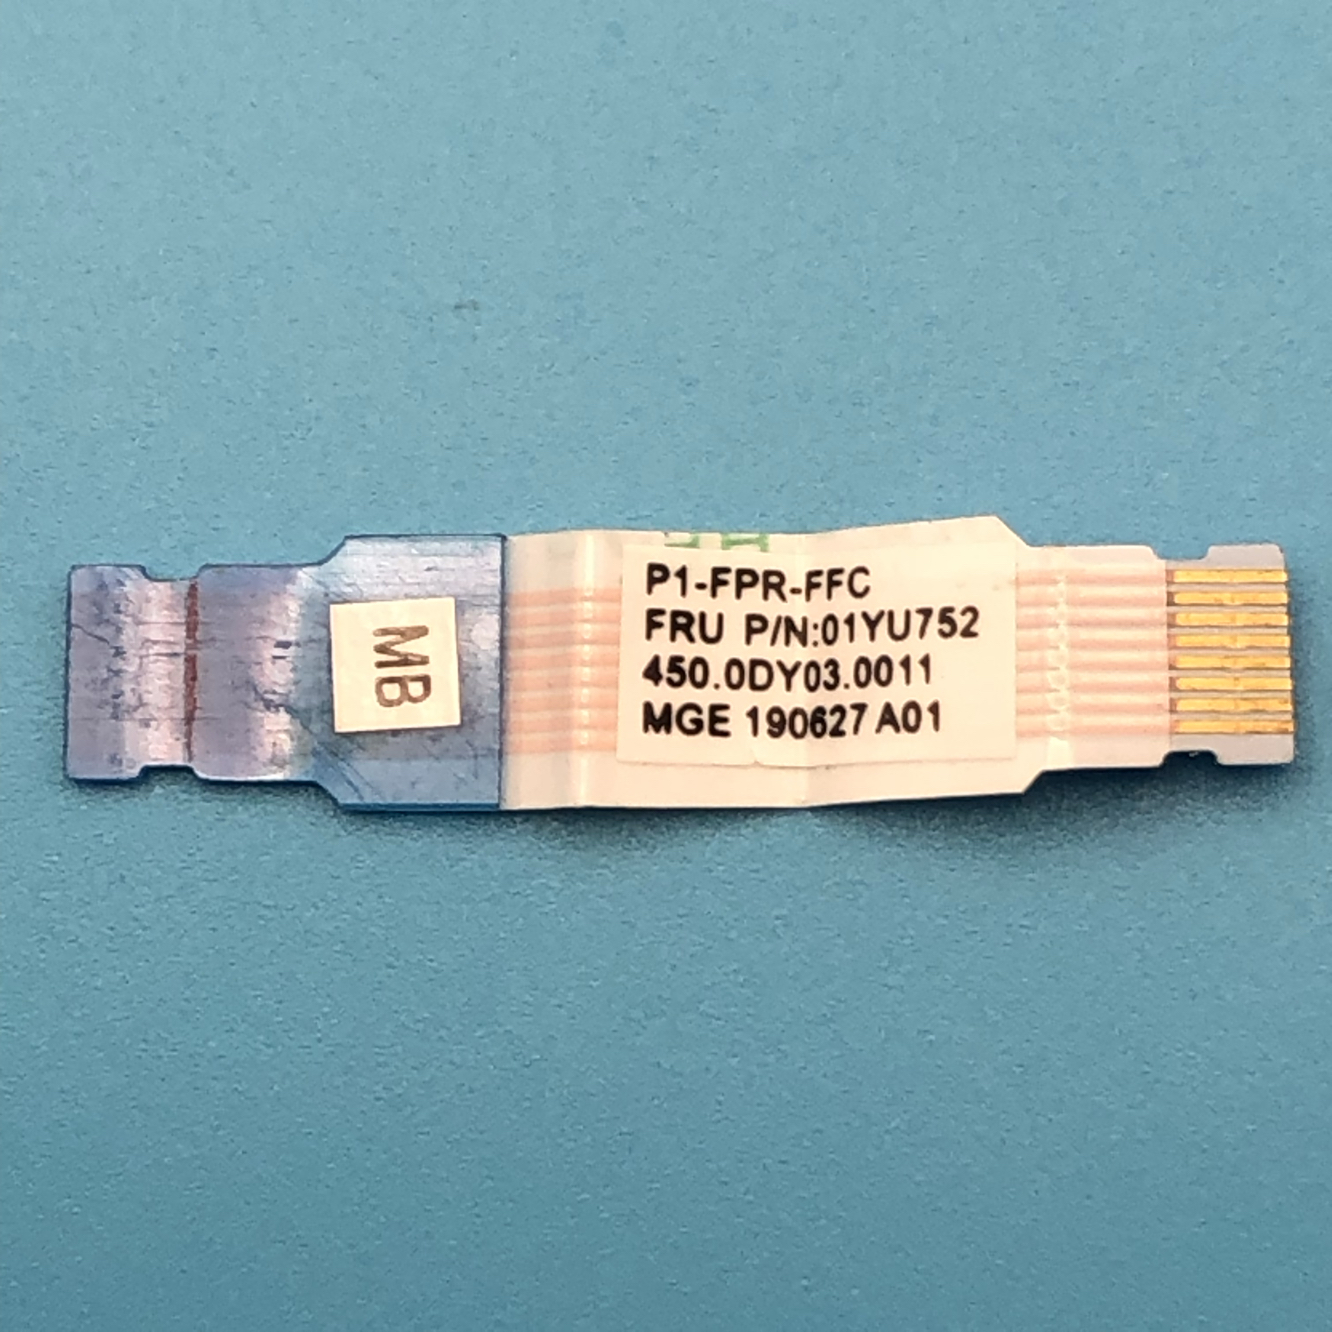 MB
P1-FPR-FFC
FRU P/N:01YU752
450.0DY03.0011
MGE 190627 A01